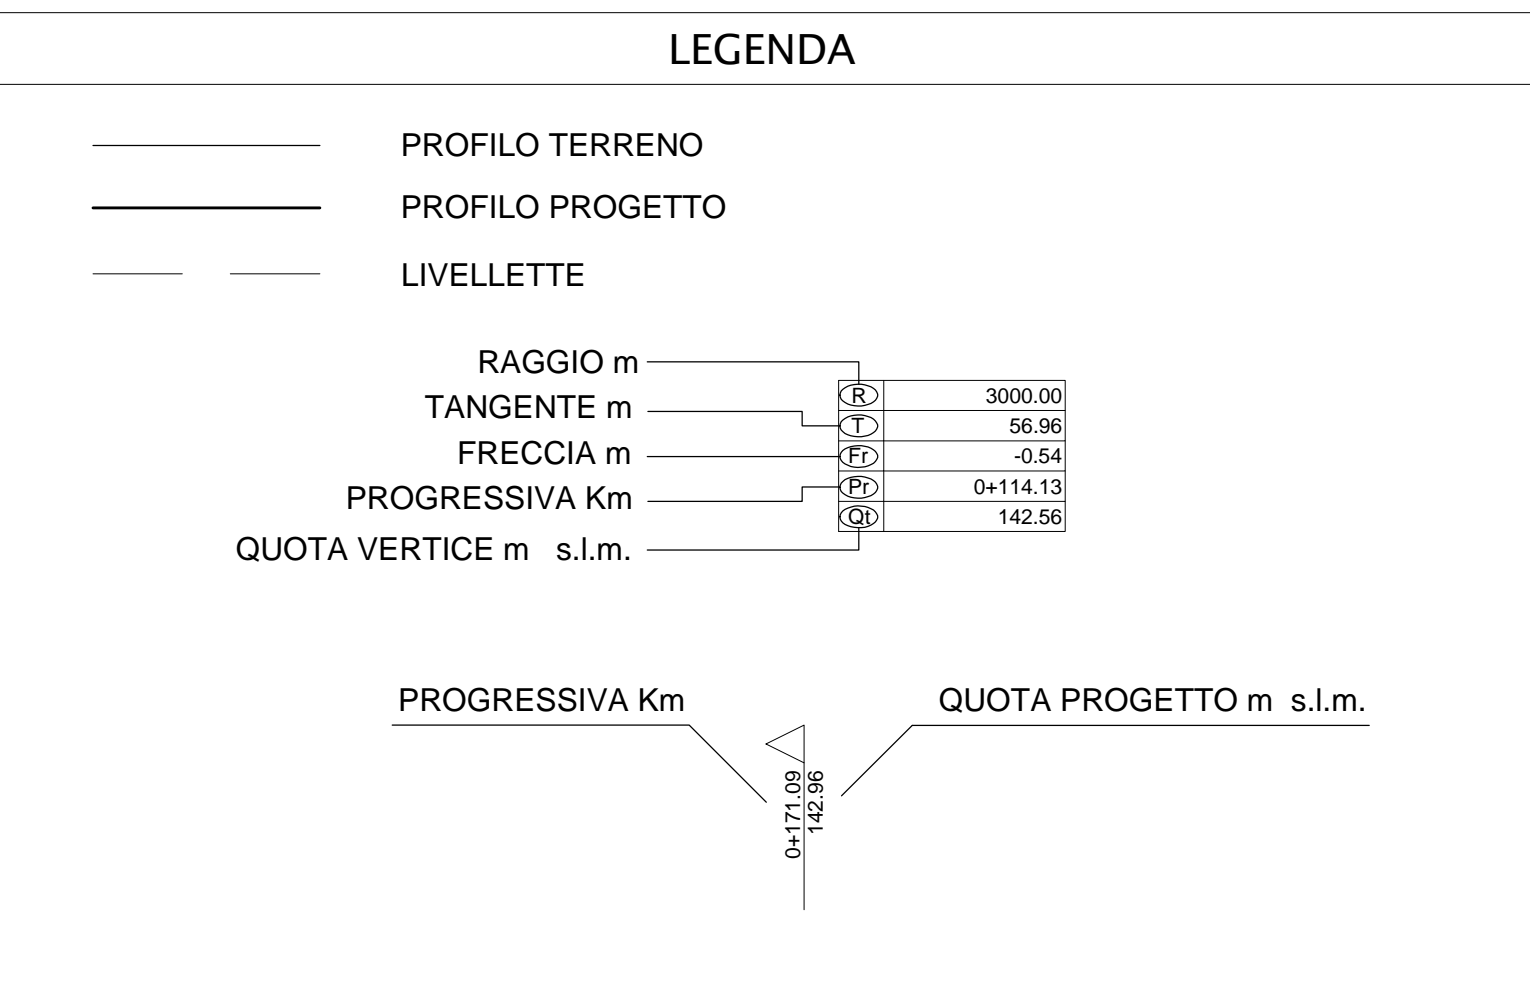 LEGENDA
PROFILO TERRENO
PROFILO PROGETTO
LIVELLETTE
RAGGIO m
TANGENTE m
FRECCIA m
PROGRESSIVA Km
QUOTA VERTICE m s.l.m.
R 3000.00
T 56.96
Fr -0.54
Pr 0+114.13
Qt 142.56
PROGRESSIVA Km
QUOTA PROGETTO m s.l.m.
0+171.09
142.96